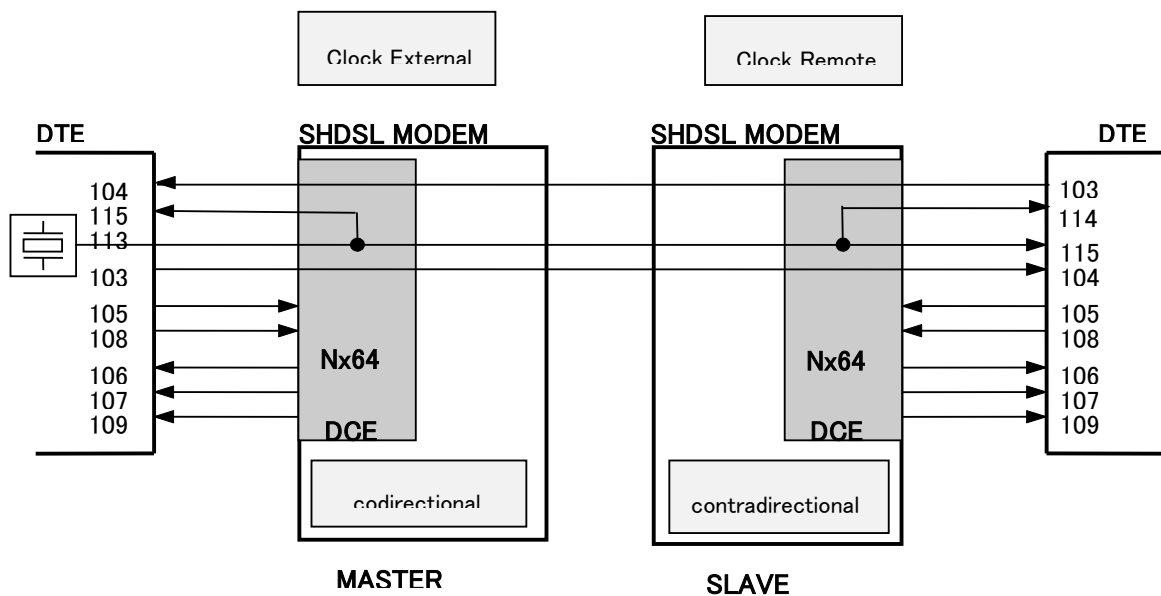 Clock External
Clock Remote
DTE
SHDSL MODEM
SHDSL MODEM
DTE
104
115
113
103
105
108
106
107
109
Nx64
DCE
codirectional
MASTER
Nx64
DCE
contradirectional
SLAVE
103
114
115
104
105
108
106
107
109